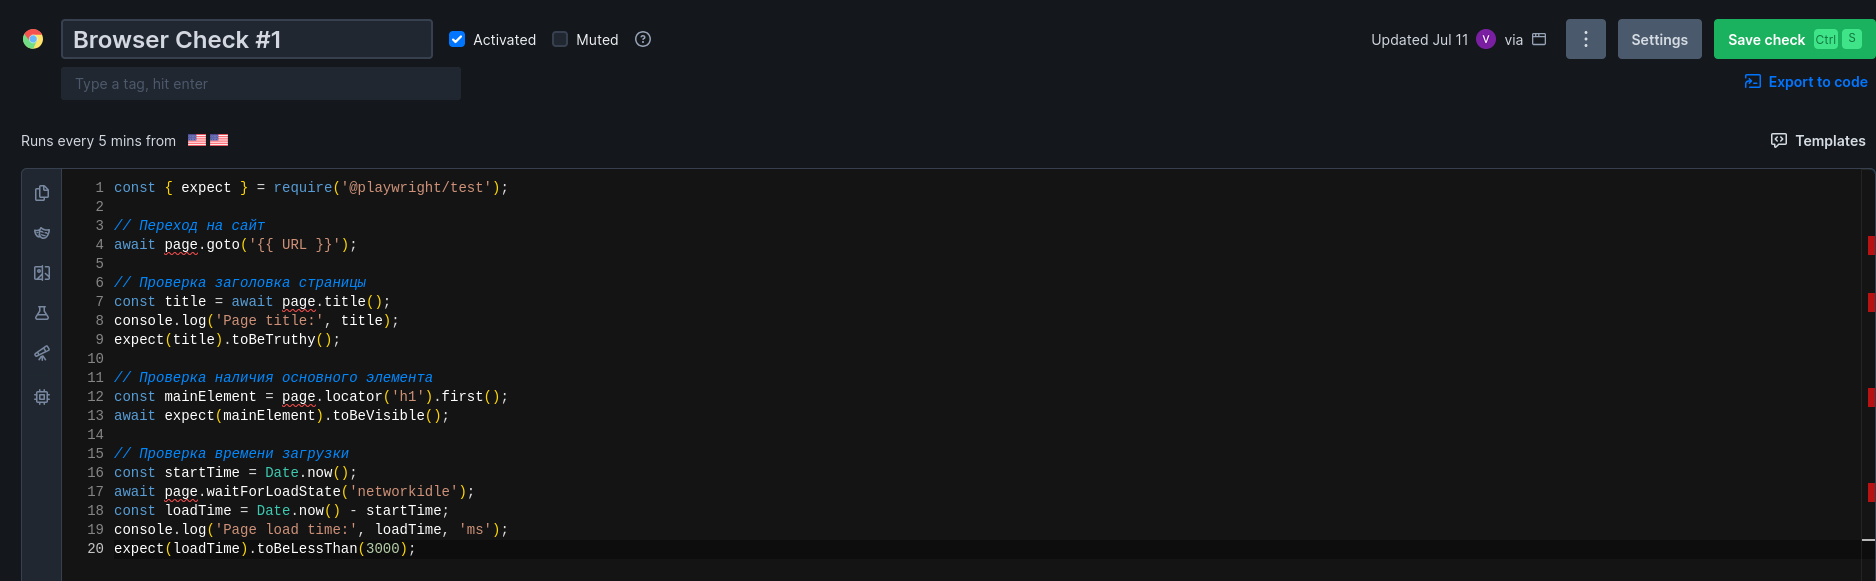 Browser Check #1
Activated
Muted
Updated Jul 11
V
via
Settings
Save check
Ctrl
S
Type a tag, hit enter
Export to code
Runs every 5 mins from
Templates
1 const { expect } = require('@playwright/test');
2
3 // Переход на сайт
4 await page.goto('{{ URL }}');
5
6 // Проверка заголовка страницы
7 const title = await page.title();
8 console.log('Page title:', title);
9 expect(title).toBeTruthy();
10
11 // Проверка наличия основного элемента
12 const mainElement = page.locator('h1').first();
13 await expect(mainElement).toBeVisible();
14
15 // Проверка времени загрузки
16 const startTime = Date.now();
17 await page.waitForLoadState('networkidle');
18 const loadTime = Date.now() - startTime;
19 console.log('Page load time:', loadTime, 'ms');
20 expect(loadTime).toBeLessThan(3000);